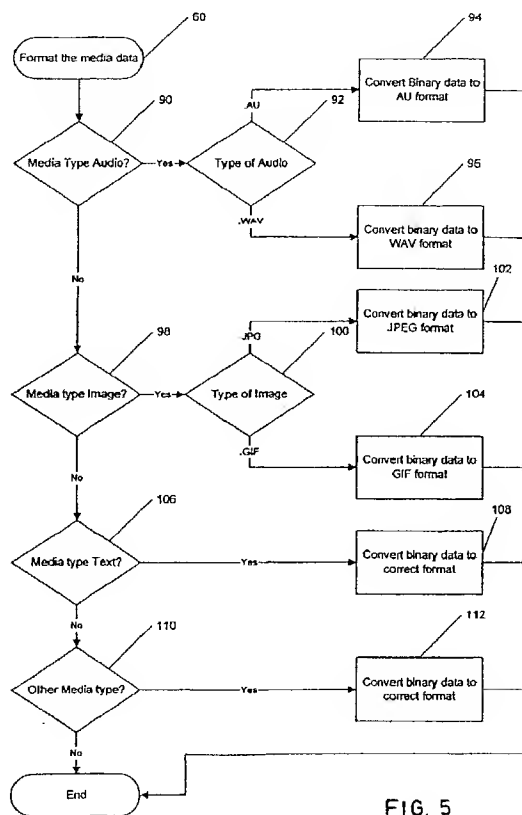 60
94
Format the media data
Convert Binary data to
AU format
90
92
.AU
Media Type Audio?
Yes
Type of Audio
96
.WAV
Convert binary data to
WAV format
102
No
98
100
.JPG
Convert binary data to
JPEG format
Media type Image?
Yes
Type of Image
104
.GIF
Convert binary data to
GIF format
No
106
108
Media type Text?
Yes
Convert binary data to
correct format
No
110
112
Other Media type?
Yes
Convert binary data to
correct format
No
End
FIG. 5